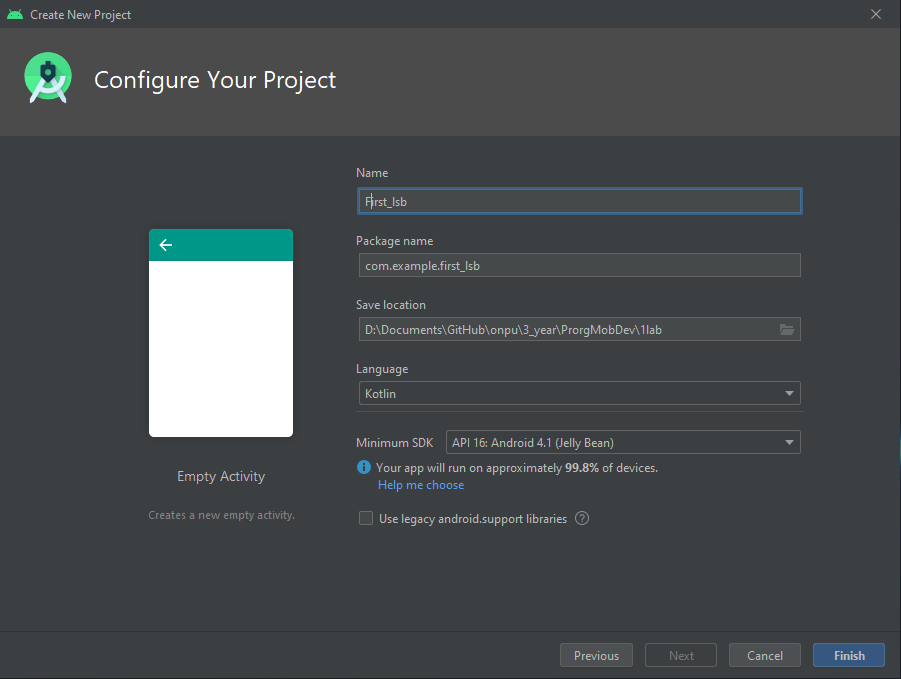 Create New Project
Configure Your Project
Name
First_lsb
Package name
com.example.first_lsb
Save location
D:\Documents\GitHub\onpu\3_year\ProrgMobDev\1lab
Language
Kotlin
Minimum SDK API 16: Android 4.1 (Jelly Bean)
Your app will run on approximately 99.8% of devices.
Help me choose
Use legacy android.support libraries
Empty Activity
Creates a new empty activity.
Previous Next Cancel Finish